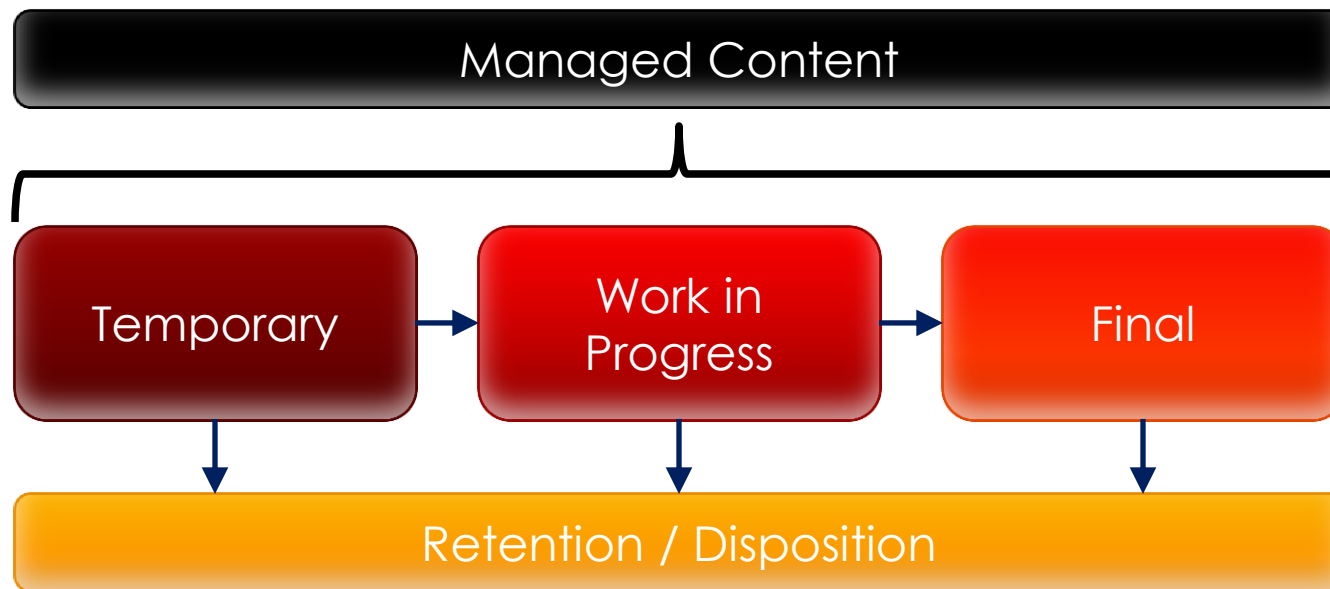 Managed Content
Temporary
Work in
Progress
Final
Retention / Disposition